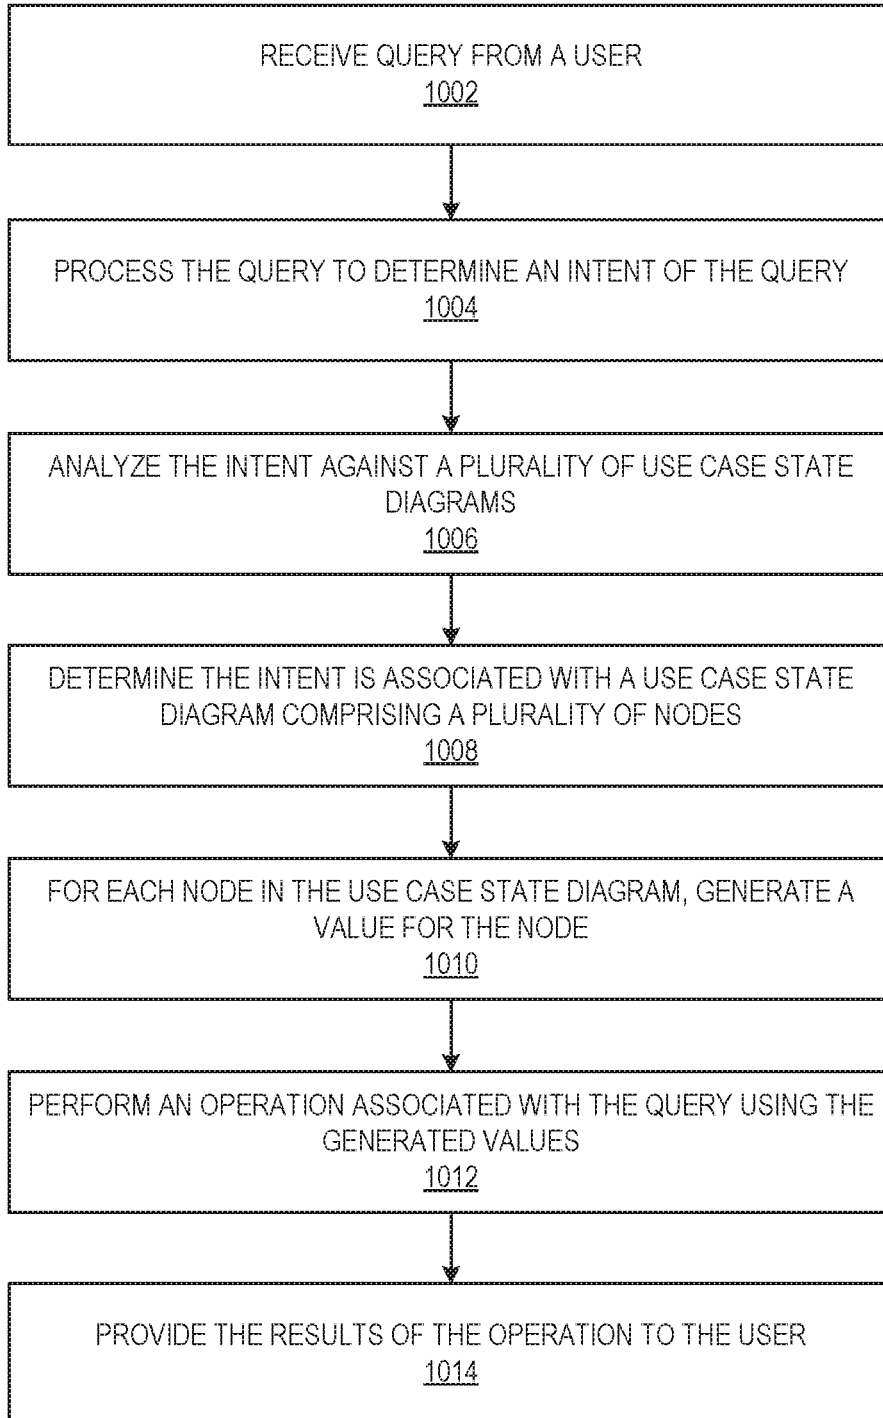 RECEIVE QUERY FROM A USER
1002
PROCESS THE QUERY TO DETERMINE AN INTENT OF THE QUERY
1004
ANALYZE THE INTENT AGAINST A PLURALITY OF USE CASE STATE
DIAGRAMS
1006
DETERMINE THE INTENT IS ASSOCIATED WITH A USE CASE STATE
DIAGRAM COMPRISING A PLURALITY OF NODES
1008
FOR EACH NODE IN THE USE CASE STATE DIAGRAM, GENERATE A
VALUE FOR THE NODE
1010
PERFORM AN OPERATION ASSOCIATED WITH THE QUERY USING THE
GENERATED VALUES
1012
PROVIDE THE RESULTS OF THE OPERATION TO THE USER
1014